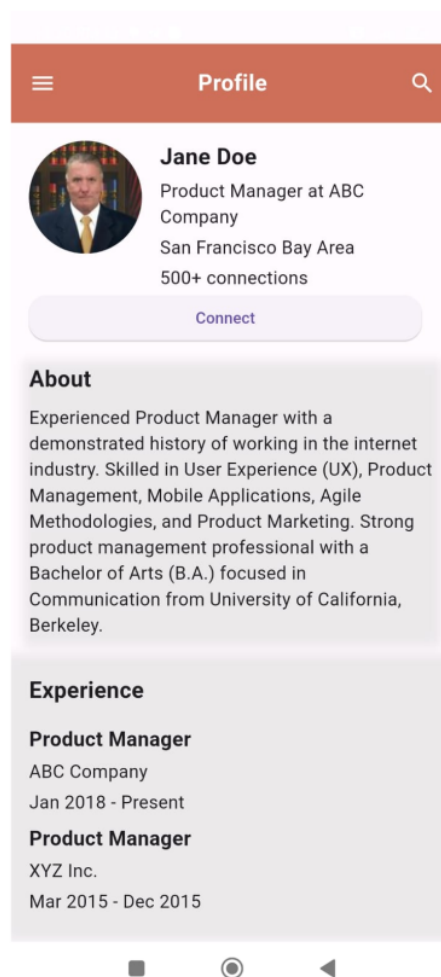 Profile
Jane Doe
Product Manager at ABC
Company
San Francisco Bay Area
500+ connections
Connect
About
Experienced Product Manager with a
demonstrated history of working in the internet
industry. Skilled in User Experience (UX), Product
Management, Mobile Applications, Agile
Methodologies, and Product Marketing. Strong
product management professional with a
Bachelor of Arts (B.A.) focused in
Communication from University of California,
Berkeley.
Experience
Product Manager
ABC Company
Jan 2018 - Present
Product Manager
XYZ Inc.
Mar 2015 - Dec 2015